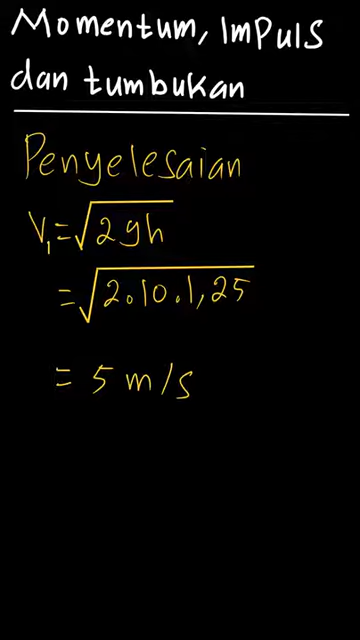 Momentum, ImPulS
dan tumbukan
Penyelesaian
V₁ = √2gh
= √2.10.1,25
= 5 m/s